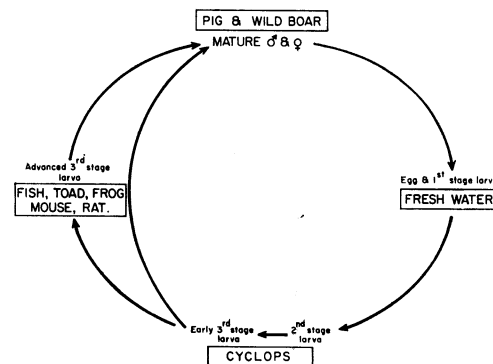 PIG & WILD BOAR
MATURE ♂ & ♀
Egg & 1st stage larv
FRESH WATER
2nd stage
larva
Early 3rd stage
larva
CYCLOPS
Advanced 3rd stage
larva
FISH, TOAD, FROG
MOUSE, RAT.